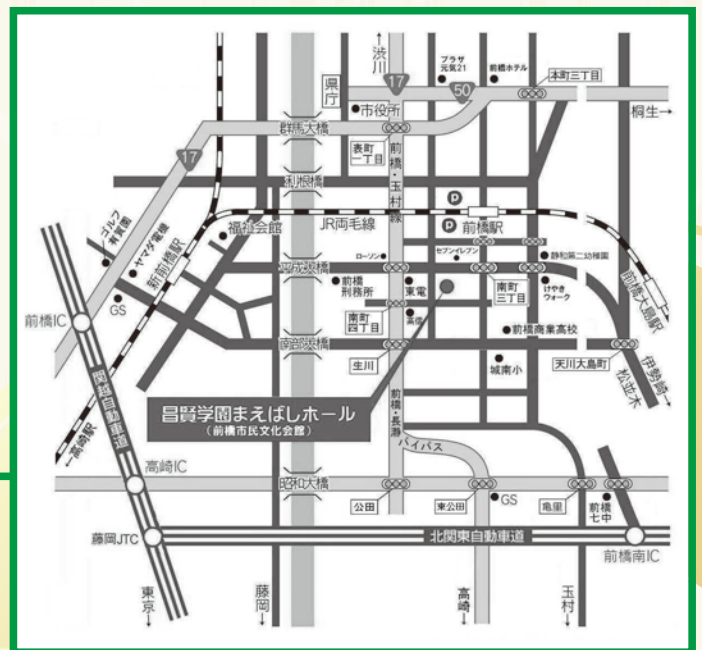 ↑
渋川
プラザ
元気21
前橋ホテル
本町三丁目
17
50
県庁
市役所
桐生→
群馬大橋
表町
一丁目
17
前橋・玉村線
利根橋
P
P
ゴルフ
有賀園
ヤマダ電機
新前橋駅
福祉会館
JR両毛線
前橋駅
ローソン
セブンイレブン
静和第二幼稚園
平成大橋
前橋
刑務所
東電
南町
三丁目
けやき
ウォーク
前橋大島駅
GS
南町
四丁目
前橋IC
前橋商業高校
南部大橋
生川
城南小
天川大島町
伊勢崎→
松並木
関越自動車道
昌賢学園まえばしホール
(前橋市民文化会館)
前橋・長瀞
バイパス
←高崎駅
高崎IC
昭和大橋
公田
東公田
GS
亀里
前橋
七中
藤岡JTC
北関東自動車道
前橋南IC
東京→
藤岡→
高崎→
玉村→